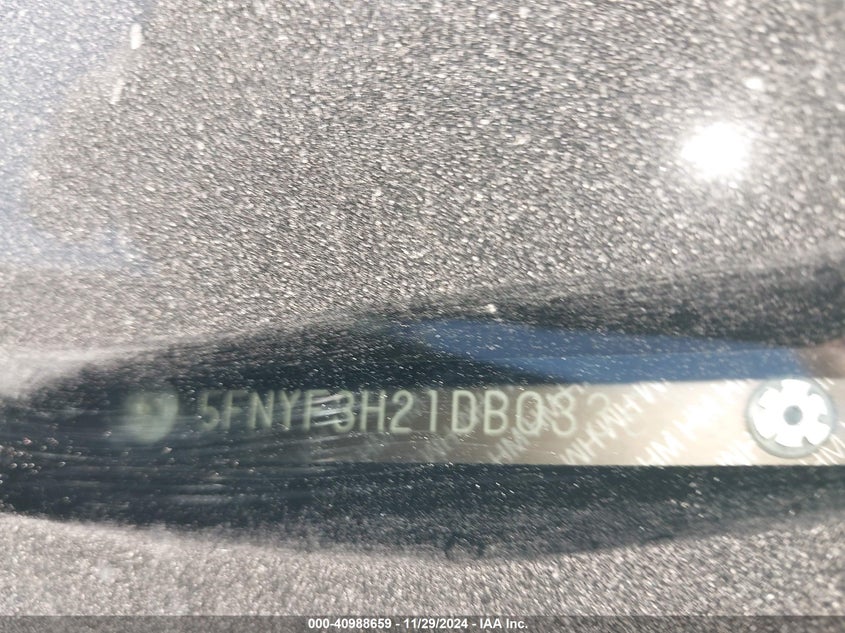 5FNYF3H21DB03
000-40988659 - 11/29/2024 - IAA Inc.